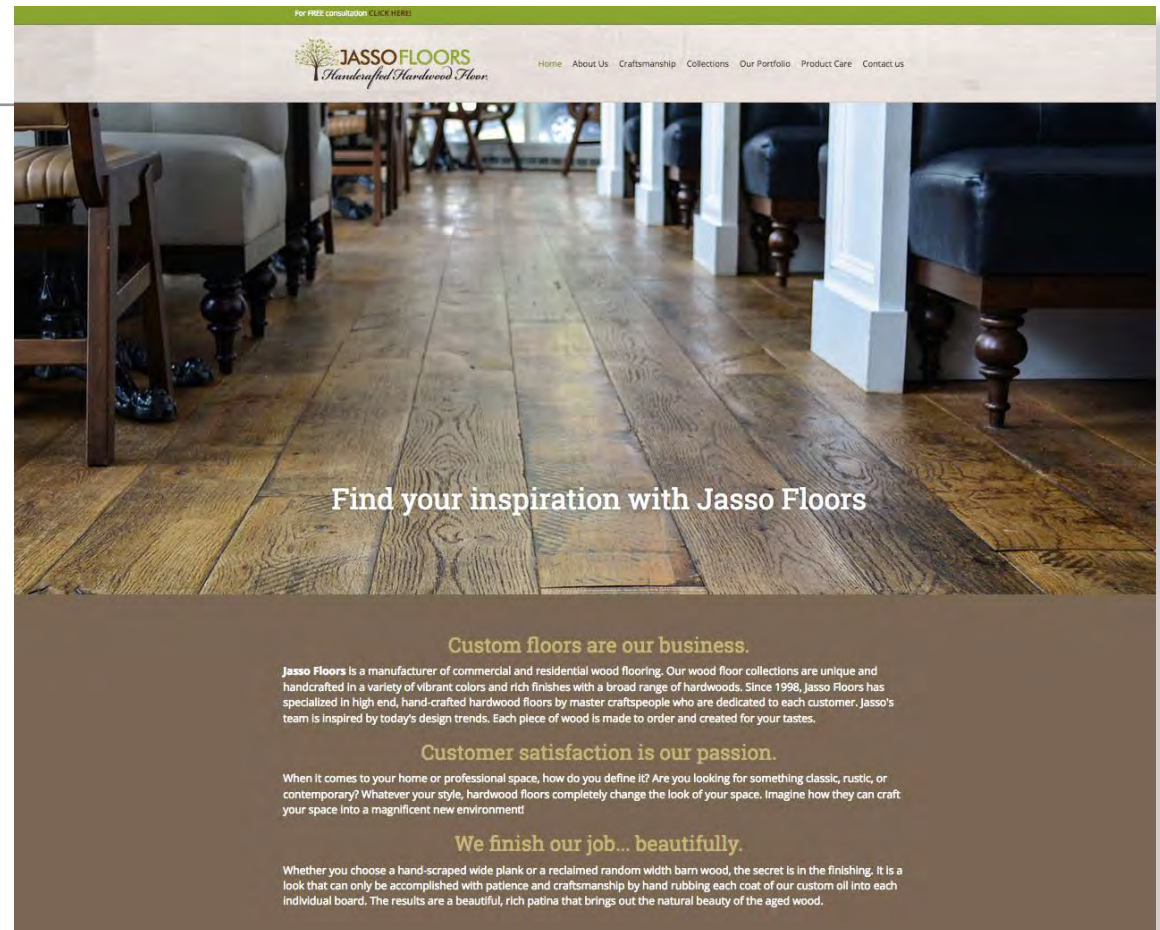 For FREE consultation CLICK HERE!
JASSO FLOORS
Handcrafted Hardwood Floor.
Home About Us Craftsmanship Collections Our Portfolio Product Care Contact us
Find your inspiration with Jasso Floors
Custom floors are our business.
Jasso Floors is a manufacturer of commercial and residential wood flooring. Our wood floor collections are unique and
handcrafted in a variety of vibrant colors and rich finishes with a broad range of hardwoods. Since 1998, Jasso Floors has
specialized in high end, hand-crafted hardwood floors by master craftspeople who are dedicated to each customer. Jasso's
team is inspired by today's design trends. Each piece of wood is made to order and created for your tastes.
Customer satisfaction is our passion.
When it comes to your home or professional space, how do you define it? Are you looking for something classic, rustic, or
contemporary? Whatever your style, hardwood floors completely change the look of your space. Imagine how they can craft
your space into a magnificent new environment!
We finish our job... beautifully.
Whether you choose a hand-scraped wide plank or a reclaimed random width barn wood, the secret is in the finishing. It is a
look that can only be accomplished with patience and craftsmanship by hand rubbing each coat of our custom oil into each
individual board. The results are a beautiful, rich patina that brings out the natural beauty of the aged wood.